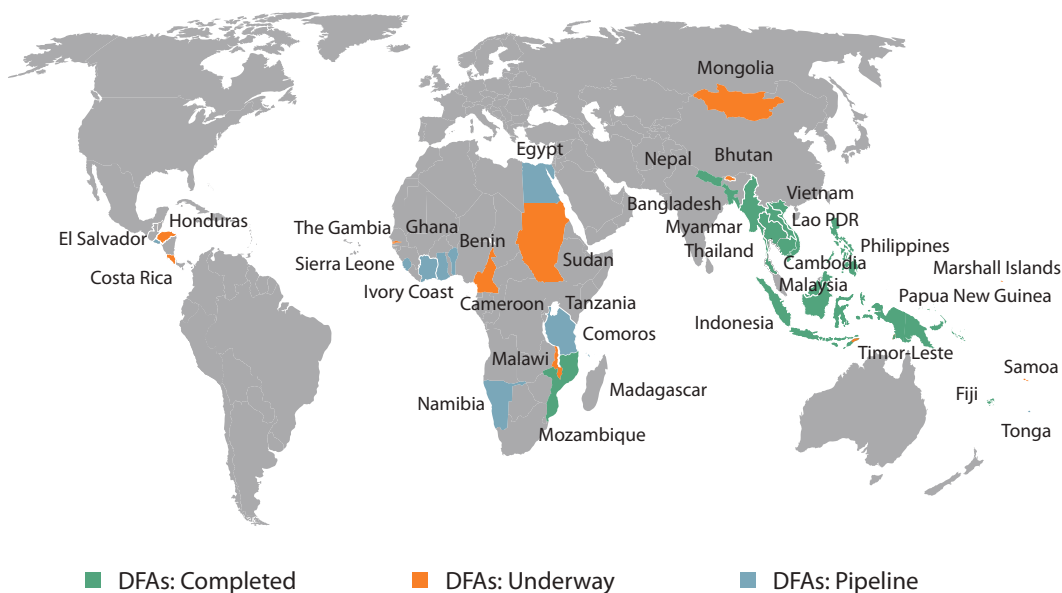 Mongolia
Egypt
Nepal
Bhutan
Bangladesh
Vietnam
Honduras
The Gambia
Ghana
Myanmar
Lao PDR
El Salvador
Benin
Thailand
Philippines
Sierra Leone
Sudan
Cambodia
Marshall Islands
Costa Rica
Ivory Coast
Malaysia
Cameroon
Tanzania
Papua New Guinea
Indonesia
Comoros
Malawi
Timor-Leste
Samoa
Madagascar
Fiji
Namibia
Tonga
Mozambique
DFAs: Completed
DFAs: Underway
DFAs: Pipeline